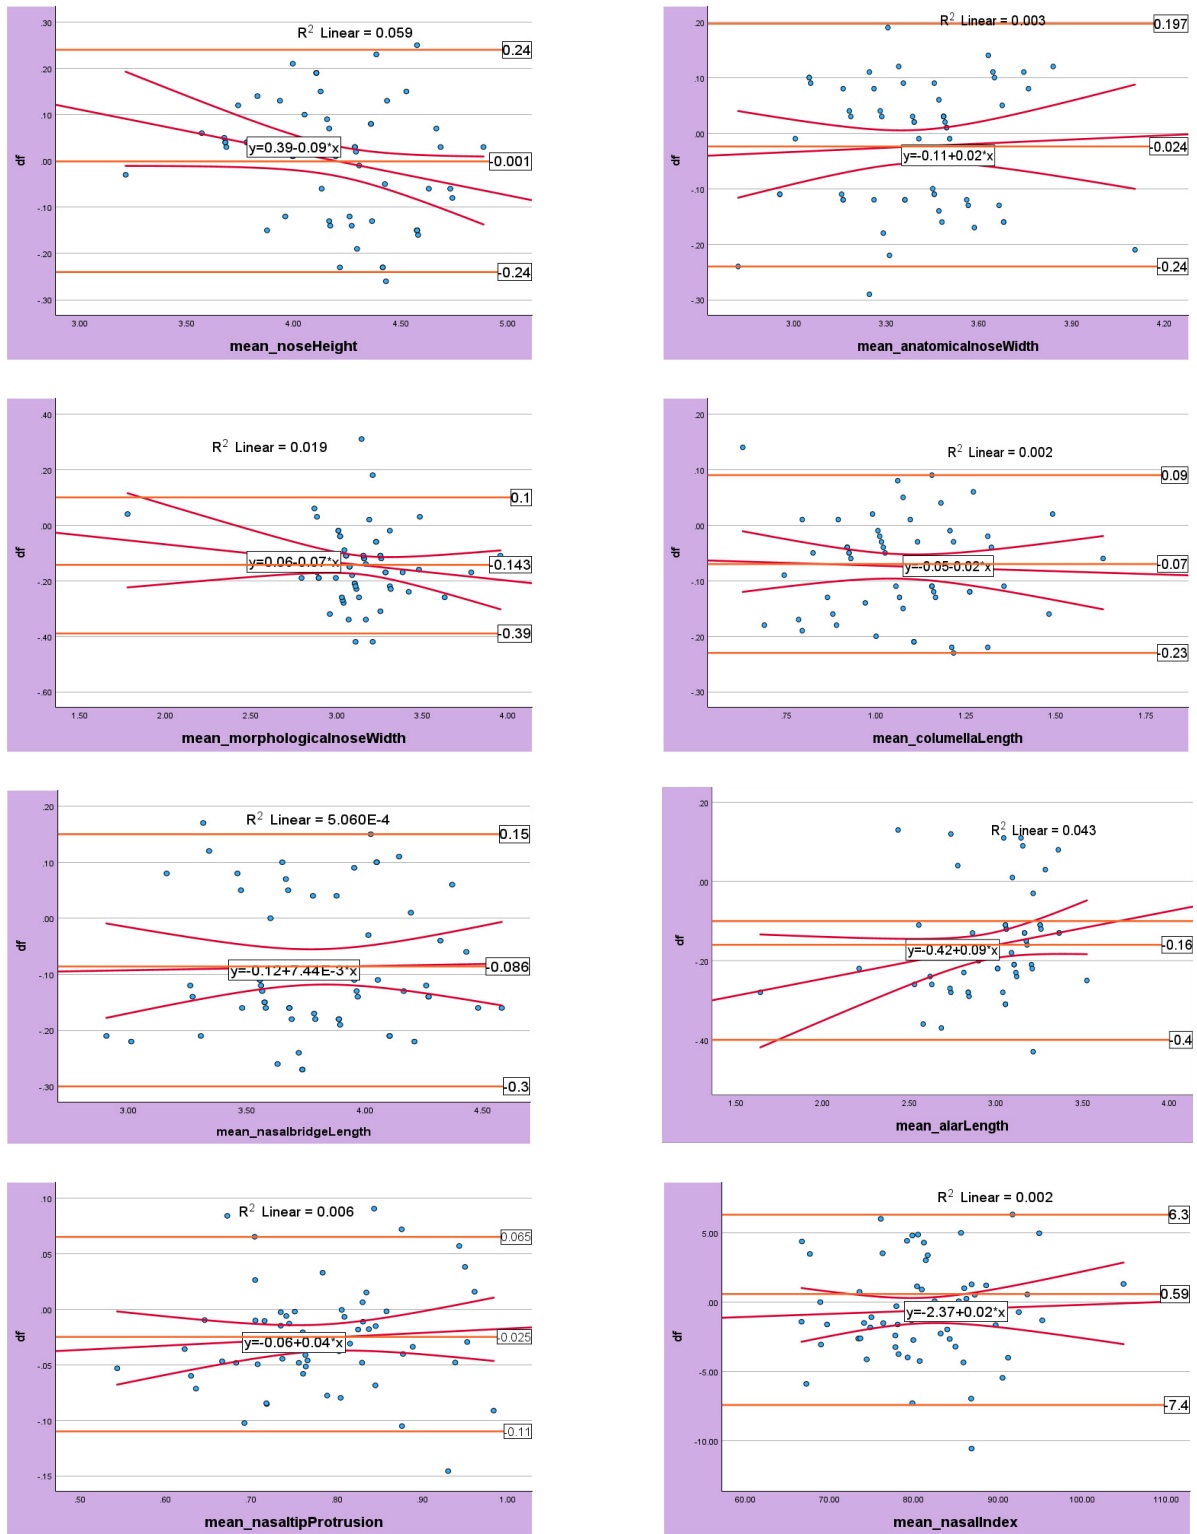 .30
R² Linear = 0.059
0.24
.20
.10
y=0.39-0.09*x
df
.00
-0.001
-.10
-.20
-0.24
-.30
3.00 3.50 4.00 4.50 5.00
mean_noseHeight
.20
R² Linear = 0.003
0.197
.10
df
.00
-0.024
y=-0.11+0.02*x
-.10
-.20
-0.24
-.30
3.00 3.30 3.60 3.90 4.20
mean_anatomicalnoseWidth
.40
R² Linear = 0.019
.20
0.1
df
.00
y=0.06-0.07*x
-0.143
-.20
-0.39
-.40
-.60
1.50 2.00 2.50 3.00 3.50 4.00
mean_morphologicalnoseWidth
.20
R² Linear = 0.002
.10
0.09
.00
df
-0.07
y=-0.05-0.02*x
-.10
-.20
-0.23
-.30
.75 1.00 1.25 1.50 1.75
mean_columellaLength
.20
R² Linear = 5.060E-4
0.15
.10
.00
df
-0.086
y=-0.12+7.44E-3*x
-.10
-.20
-0.3
-.30
3.00 3.50 4.00 4.50
mean_nasalbridgeLength
.20
R² Linear = 0.043
.00
df
-0.16
y=-0.42+0.09*x
-.20
-0.4
-.40
1.50 2.00 2.50 3.00 3.50 4.00
mean_alarLength
.10
R² Linear = 0.006
0.065
.05
.00
df
-0.025
y=-0.06+0.04*x
-.05
-.10
-0.11
-.15
.50 .60 .70 .80 .90 1.00
mean_nasaltipProtrusion
R² Linear = 0.002
6.3
5.00
0.59
.00
y=-2.37+0.02*x
df
-5.00
-7.4
-10.00
60.00 70.00 80.00 90.00 100.00 110.00
mean_nasalIndex